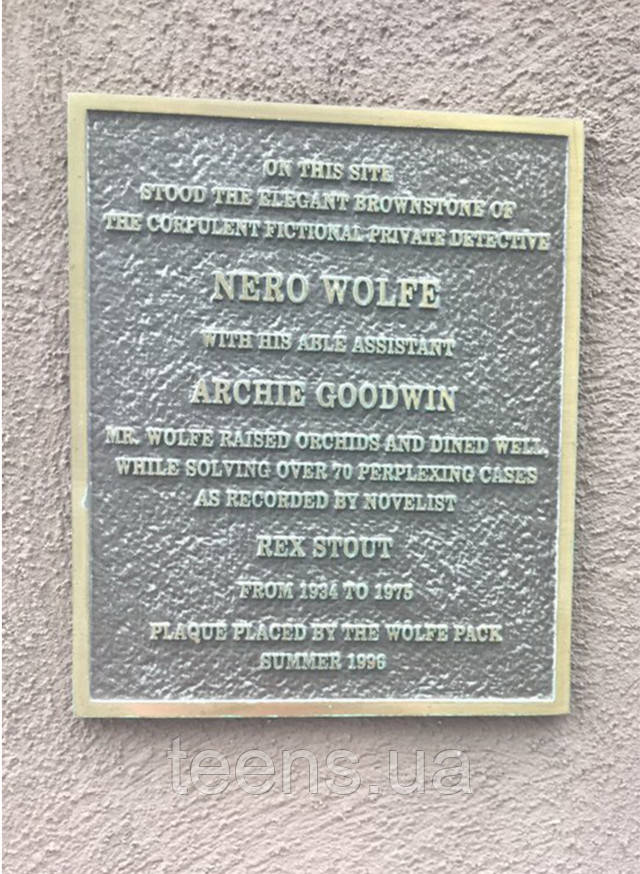 ON THIS SITE
STOOD THE ELEGANT BROWNSTONE OF
THE CORPULENT FICTIONAL PRIVATE DETECTIVE
NERO WOLFE
WITH HIS ABLE ASSISTANT
ARCHIE GOODWIN
MR. WOLFE RAISED ORCHIDS AND DINED WELL,
WHILE SOLVING OVER 70 PERPLEXING CASES
AS RECORDED BY NOVELIST
REX STOUT
FROM 1934 TO 1975
PLAQUE PLACED BY THE WOLFE PACK
SUMMER 1996
teens.ua